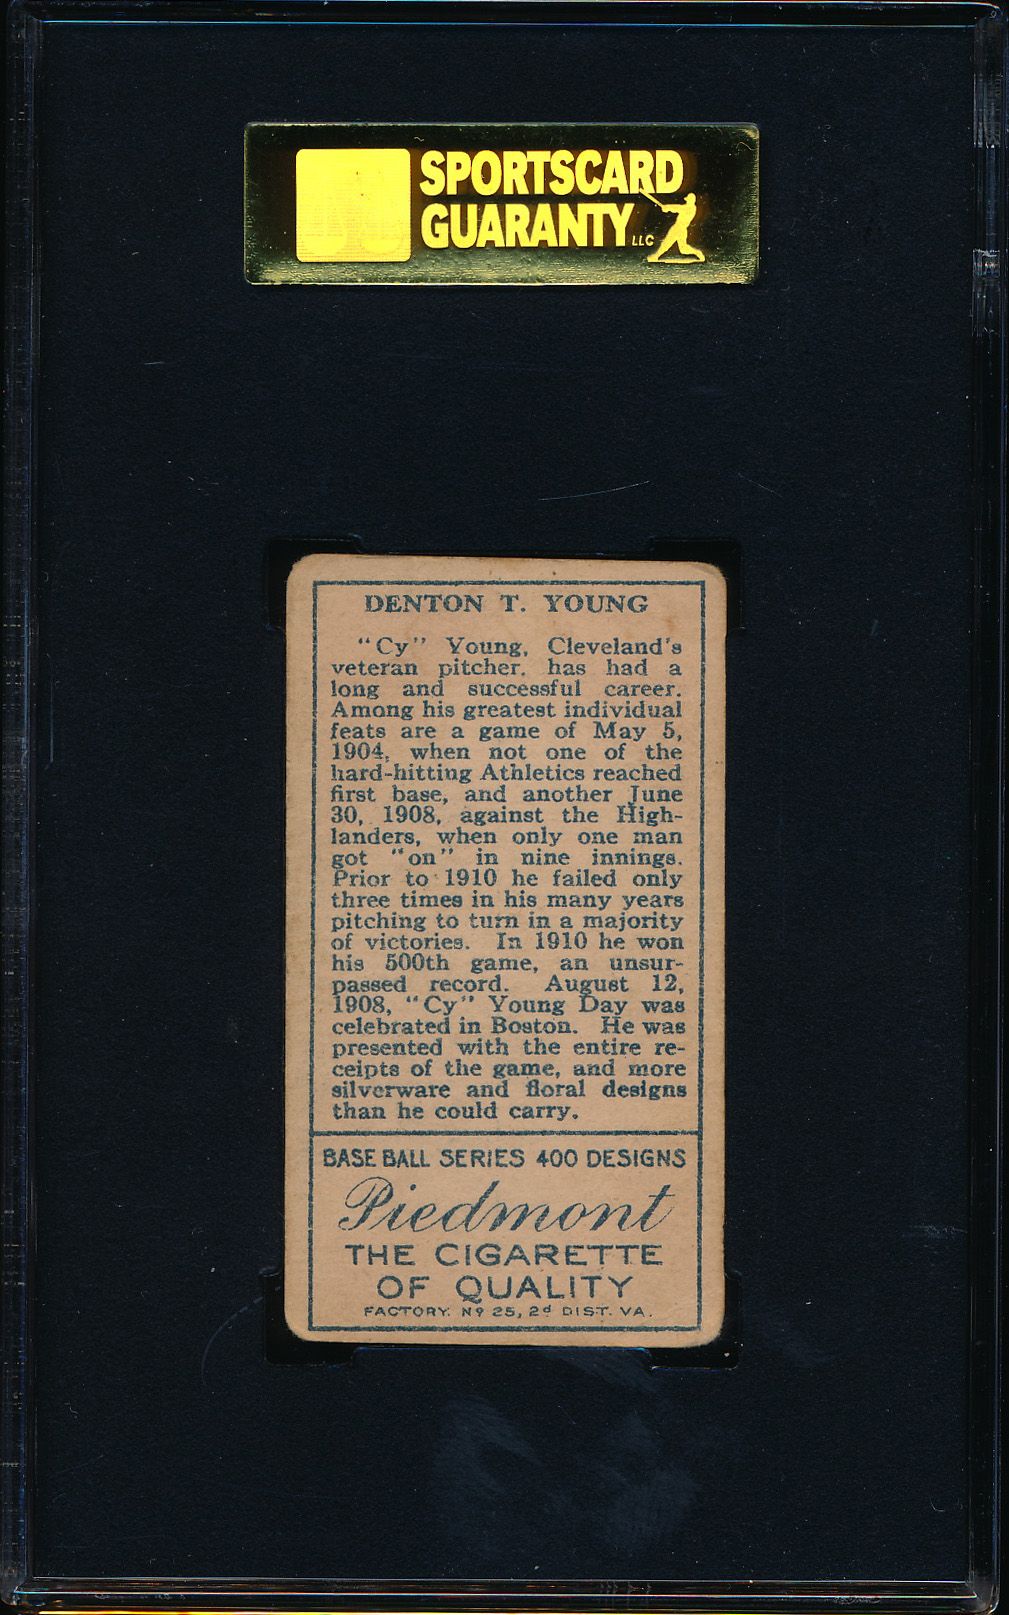 SPORTSCARD
GUARANTY LLC
DENTON T. YOUNG
"Cy" Young, Cleveland's
veteran pitcher, has had a
long and successful career.
Among his greatest individual
feats are a game of May 5,
1904, when not one of the
hard-hitting Athletics reached
first base, and another June
30, 1908, against the High-
landers, when only one man
got "on" in nine innings.
Prior to 1910 he failed only
three times in his many years
pitching to turn in a majority
of victories. In 1910 he won
his 500th game, an unsur-
passed record. August 12,
1908, "Cy" Young Day was
celebrated in Boston. He was
presented with the entire re-
ceipts of the game, and more
silverware and floral designs
than he could carry.
BASE BALL SERIES 400 DESIGNS
Piedmont
THE CIGARETTE
OF QUALITY
FACTORY. Nº 25, 2d DIST. VA.